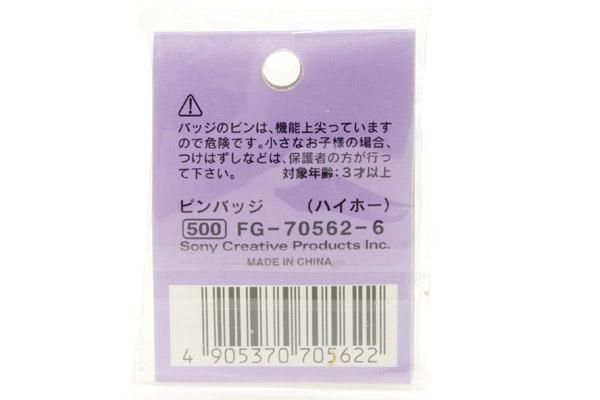 バッジのピンは、機能上尖っています
ので危険です。小さなお子様の場合、
つけはずしなどは、保護者の方が行っ
て下さい。 対象年齢:3才以上
ピンバッジ (ハイホー)
500 FG-70562-6
Sony Creative Products Inc.
MADE IN CHINA
4 905370 705622